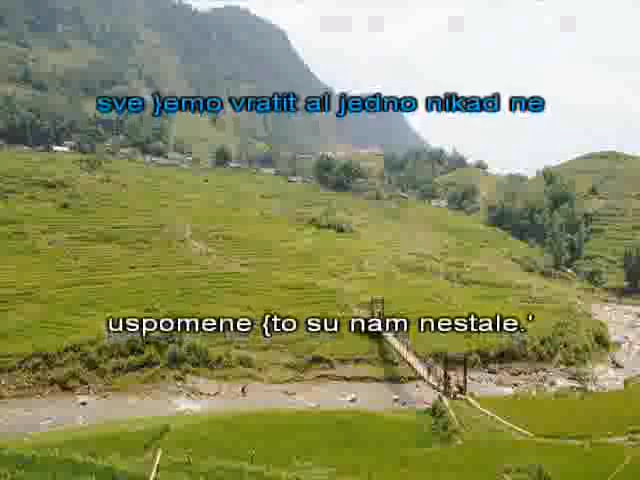 sve }emo vratit al jedno nikad ne
uspomene {to su nam nestale.'